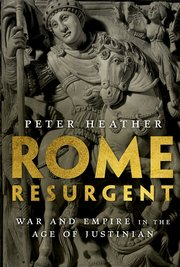 PETER HEATHER
ROME
RESURGENT
WAR AND EMPIRE IN THE
AGE OF JUSTINIAN